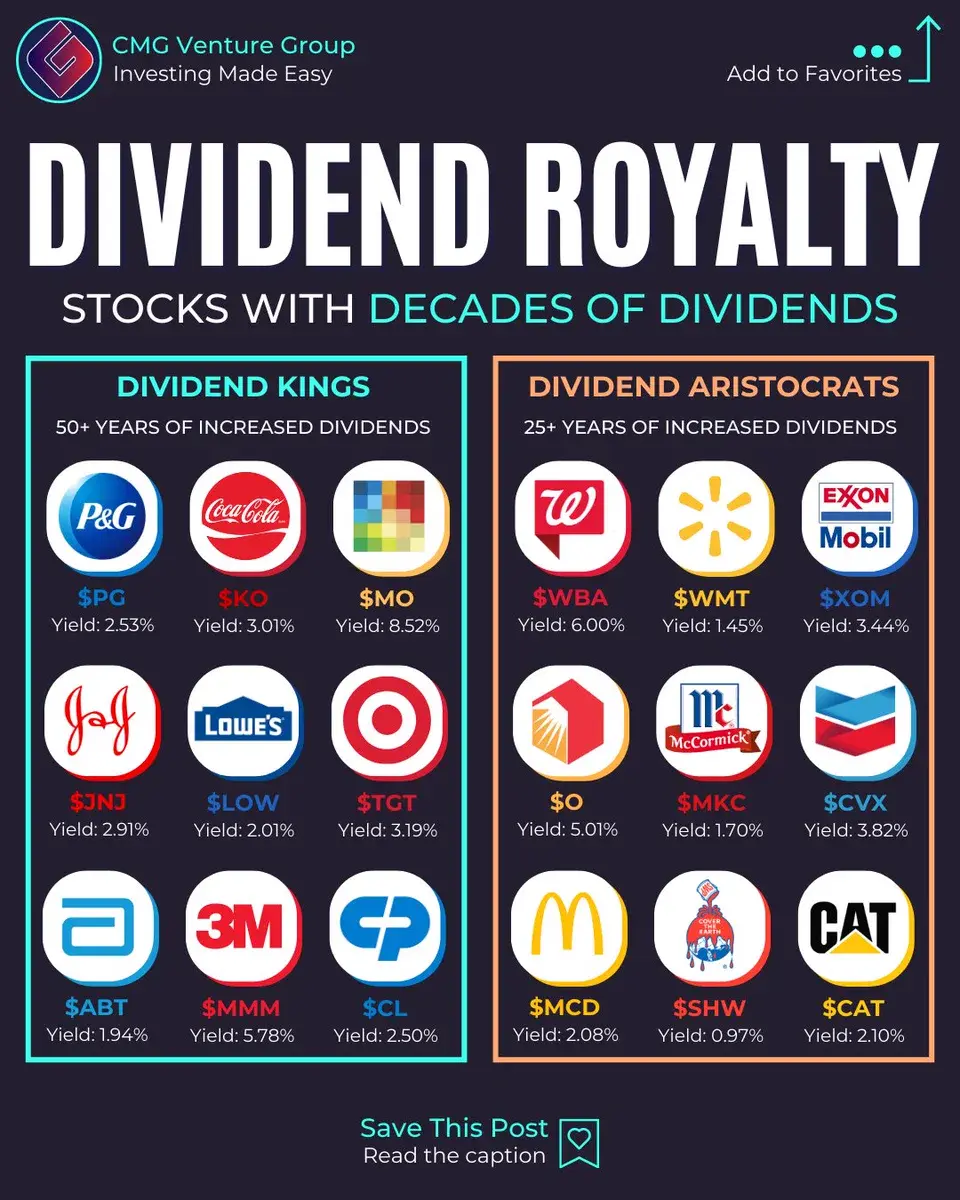 CMG Venture Group
Investing Made Easy
Add to Favorites
DIVIDEND ROYALTY
STOCKS WITH DECADES OF DIVIDENDS
DIVIDEND KINGS
50+ YEARS OF INCREASED DIVIDENDS
P&G
Coca-Cola
$PG
$KO
$MO
Yield: 2.53%
Yield: 3.01%
Yield: 8.52%
J&J
LOWE'S
$JNJ
$LOW
$TGT
Yield: 2.91%
Yield: 2.01%
Yield: 3.19%
3M
$ABT
$MMM
$CL
Yield: 1.94%
Yield: 5.78%
Yield: 2.50%
DIVIDEND ARISTOCRATS
25+ YEARS OF INCREASED DIVIDENDS
W
EXXON
Mobil
$WBA
$WMT
$XOM
Yield: 6.00%
Yield: 1.45%
Yield: 3.44%
Mc
McCormick
$O
$MKC
$CVX
Yield: 5.01%
Yield: 1.70%
Yield: 3.82%
COVER
THE
EARTH
CAT
$MCD
$SHW
$CAT
Yield: 2.08%
Yield: 0.97%
Yield: 2.10%
Save This Post
Read the caption